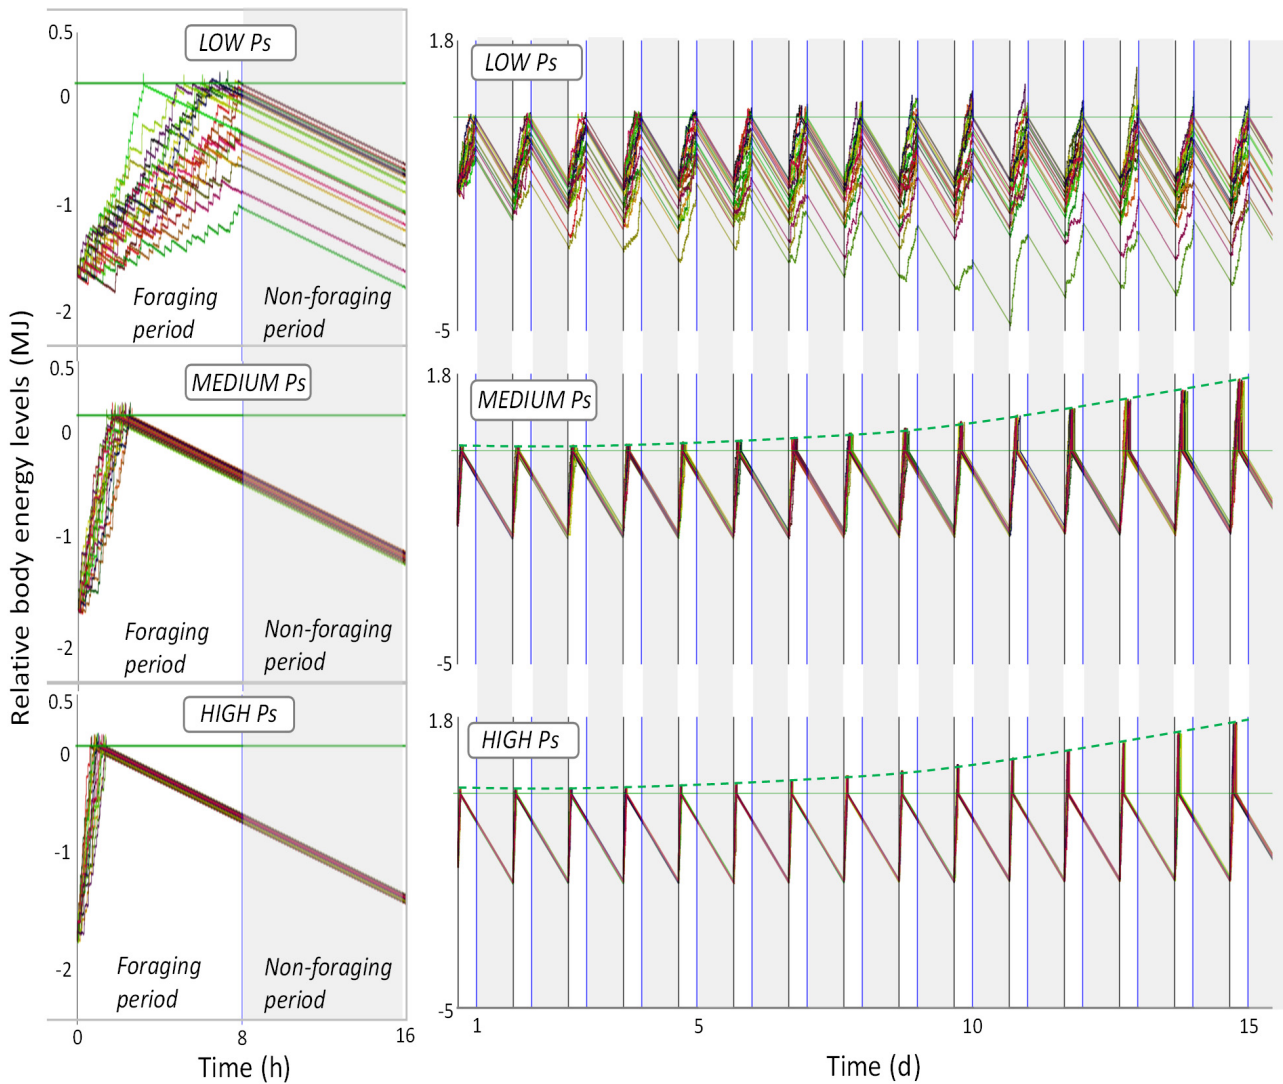 Relative body energy levels (MJ)
0.5
LOW Ps
0
-1
-2
Foraging
period
Non-foraging
period
0.5
MEDIUM Ps
0
-1
-2
Foraging
period
Non-foraging
period
0.5
HIGH Ps
0
-1
-2
Foraging
period
Non-foraging
period
0
8
16
Time (h)
1.8
LOW Ps
-5
1.8
MEDIUM Ps
-5
1.8
HIGH Ps
-5
1
5
10
15
Time (d)